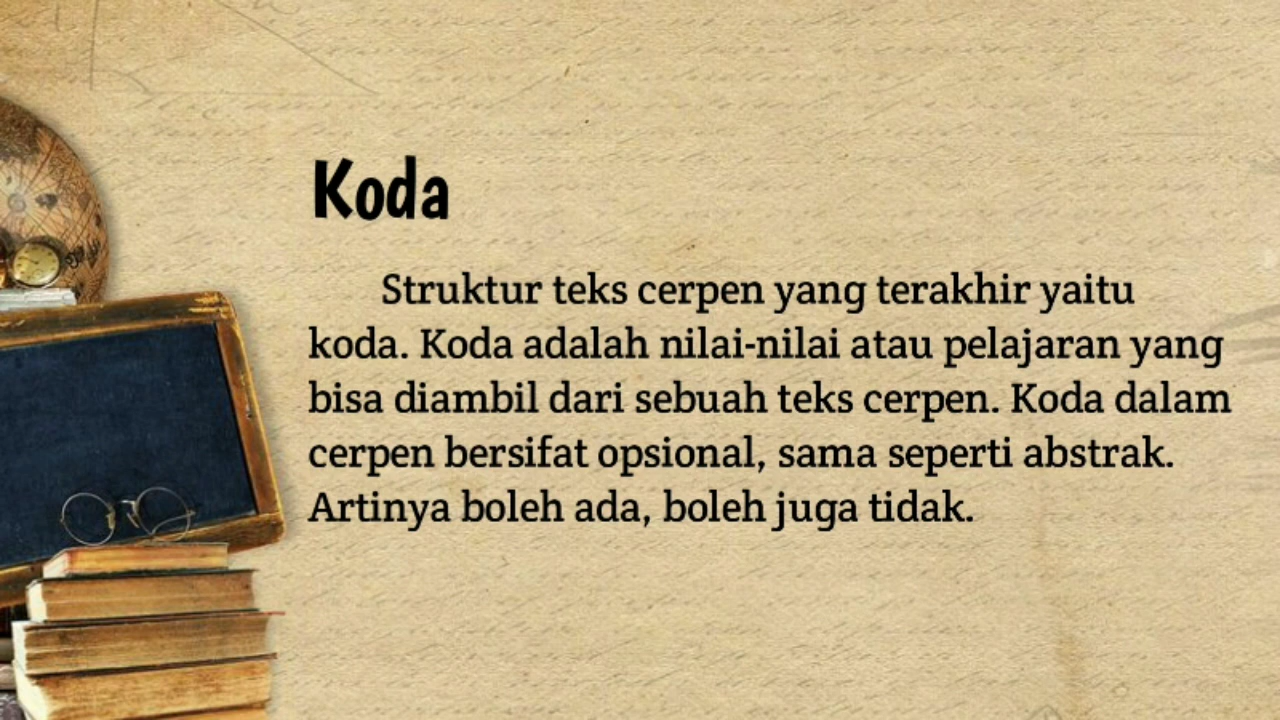 Koda
Struktur teks cerpen yang terakhir yaitu
koda. Koda adalah nilai-nilai atau pelajaran yang
bisa diambil dari sebuah teks cerpen. Koda dalam
cerpen bersifat opsional, sama seperti abstrak.
Artinya boleh ada, boleh juga tidak.